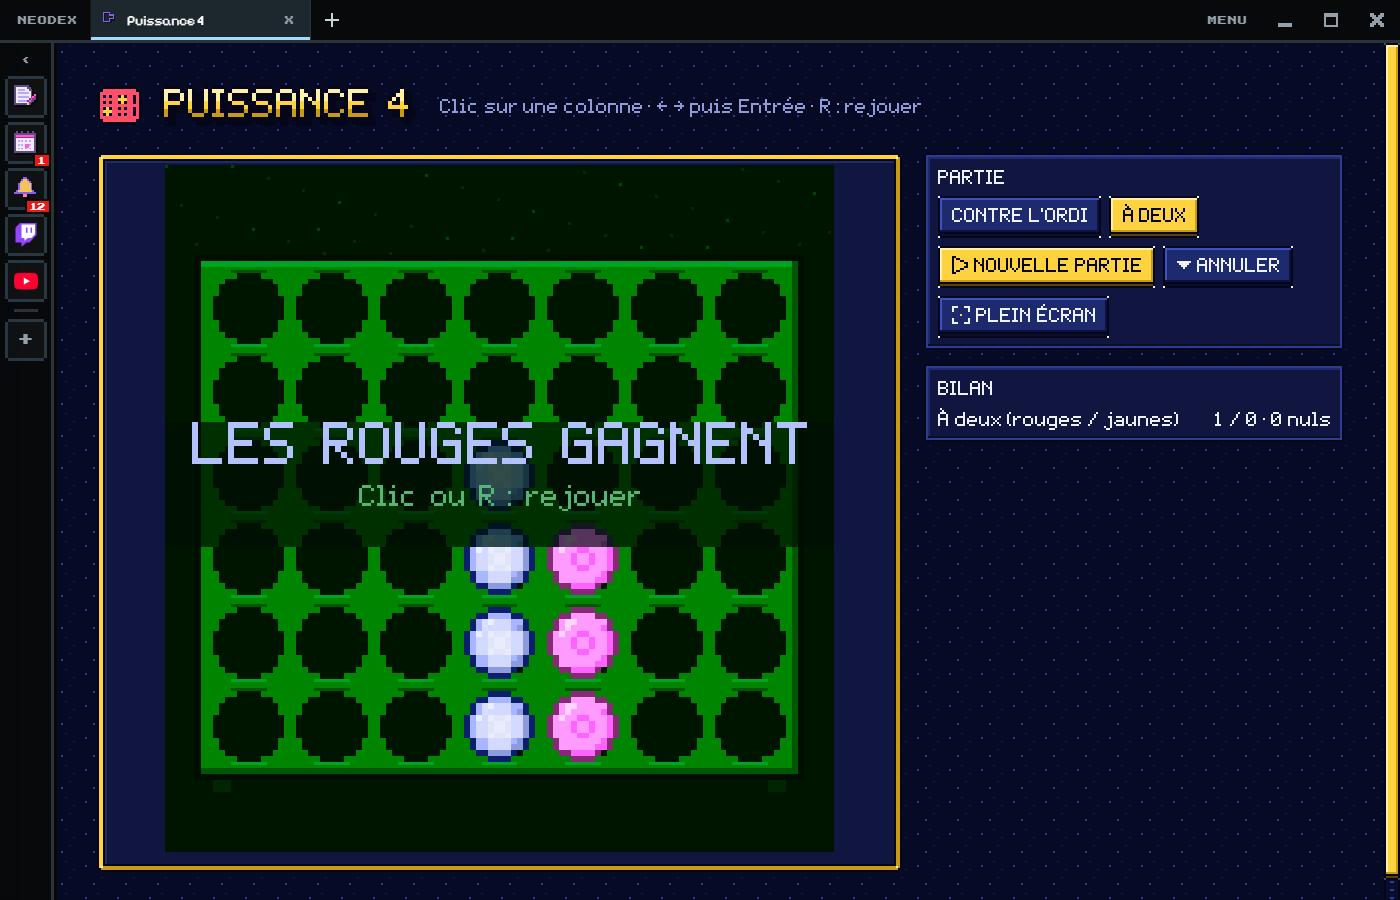 NEODEX
Puissance 4
MENU
1
12
PUISSANCE 4
Clic sur une colonne · ← → puis Entrée · R : rejouer
PARTIE
CONTRE L'ORDI
À DEUX
NOUVELLE PARTIE
ANNULER
PLEIN ÉCRAN
BILAN
À deux (rouges / jaunes) 1 / 0 · 0 nuls
LES ROUGES GAGNENT
Clic ou R : rejouer